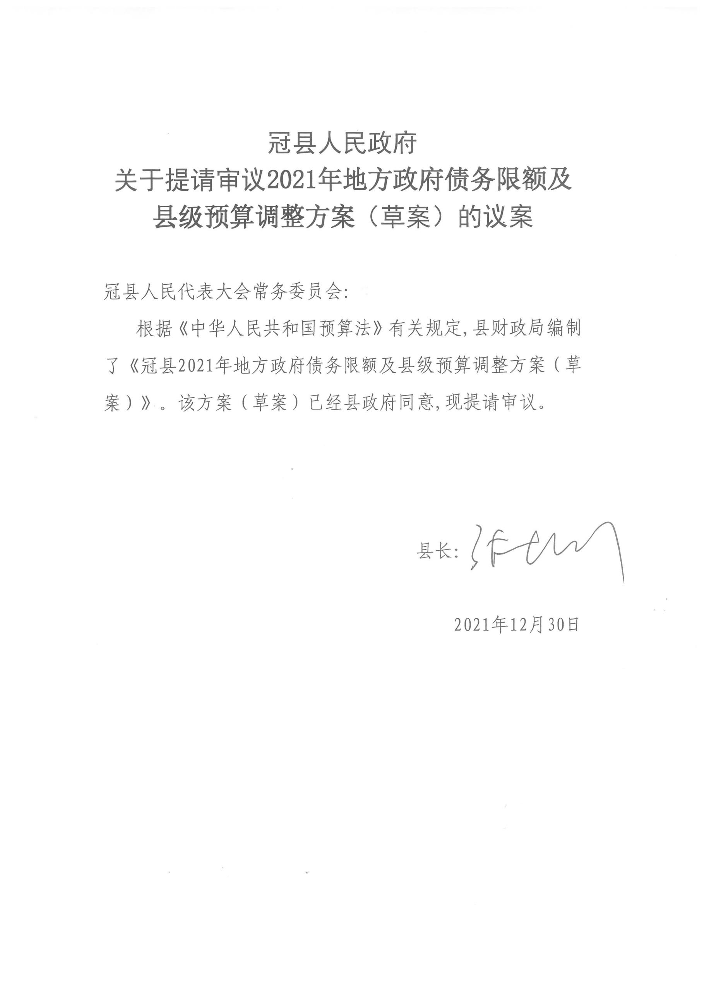 冠县人民政府
关于提请审议2021年地方政府债务限额及
县级预算调整方案（草案）的议案
冠县人民代表大会常务委员会：
根据《中华人民共和国预算法》有关规定，县财政局编制
了《冠县2021年地方政府债务限额及县级预算调整方案（草
案）》。该方案（草案）已经县政府同意，现提请审议。
县长：
2021年12月30日